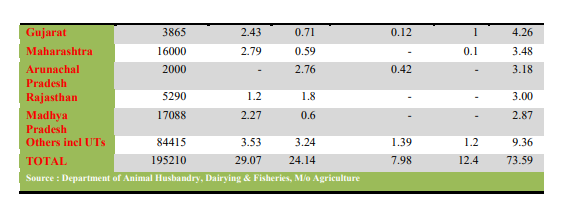 Gujarat 3865 2.43 0.71 0.12 1 4.26
Maharashtra 16000 2.79 0.59 - 0.1 3.48
Arunachal 2000 - 2.76 0.42 - 3.18
Pradesh
Rajasthan 5290 1.2 1.8 - - 3.00
Madhya 17088 2.27 0.6 - - 2.87
Pradesh
Others incl UTs 84415 3.53 3.24 1.39 1.2 9.36
TOTAL 195210 29.07 24.14 7.98 12.4 73.59
Source : Department of Animal Husbandry, Dairying & Fisheries, M/o Agriculture